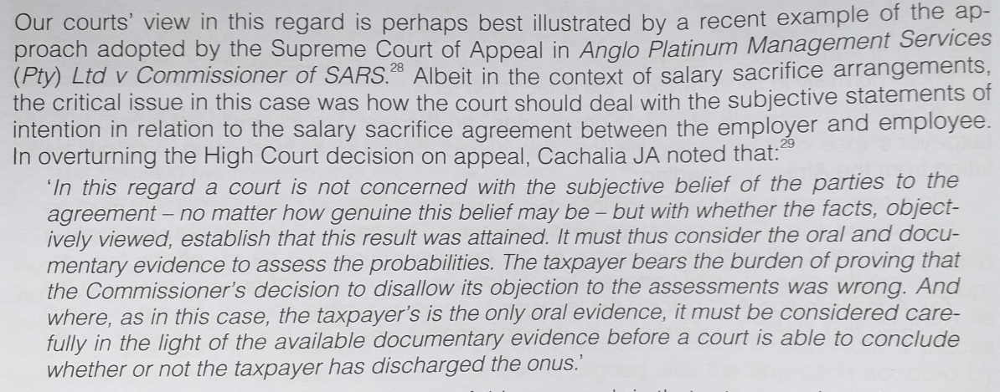 Our courts’ view in this regard is perhaps best illustrated by a recent example of the ap-
proach adopted by the Supreme Court of Appeal in Anglo Platinum Management Services
(Pty) Ltd v Commissioner of SARS.28 Albeit in the context of salary sacrifice arrangements,
the critical issue in this case was how the court should deal with the subjective statements of
intention in relation to the salary sacrifice agreement between the employer and employee.
In overturning the High Court decision on appeal, Cachalia JA noted that:29
‘In this regard a court is not concerned with the subjective belief of the parties to the
agreement – no matter how genuine this belief may be – but with whether the facts, object-
ively viewed, establish that this result was attained. It must thus consider the oral and docu-
mentary evidence to assess the probabilities. The taxpayer bears the burden of proving that
the Commissioner’s decision to disallow its objection to the assessments was wrong. And
where, as in this case, the taxpayer’s is the only oral evidence, it must be considered care-
fully in the light of the available documentary evidence before a court is able to conclude
whether or not the taxpayer has discharged the onus.’